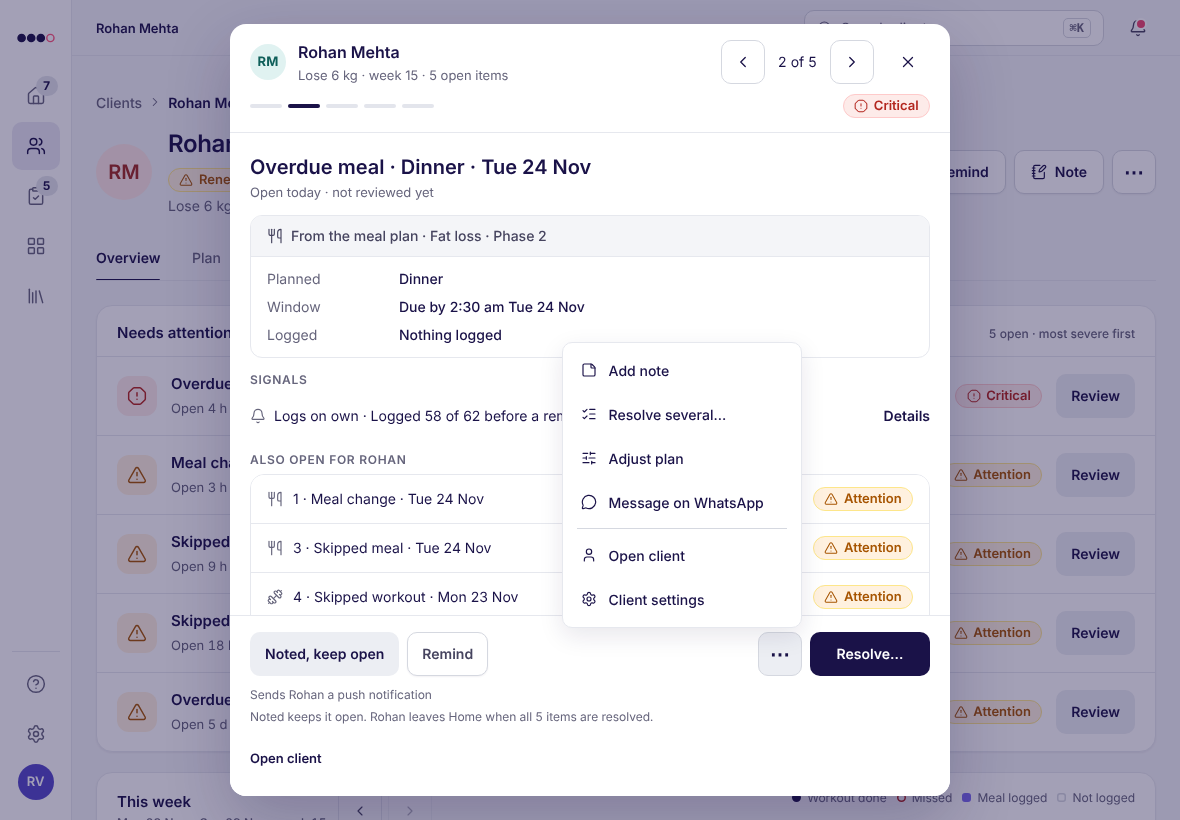 Rohan Mehta
⌘K
7
5
RV
Clients
RM
Lose 6 kg
Note
Overview
Plan
Needs attention
5 open · most severe first
Overdue
Open 4 h
Critical
Review
Open 3 h
Attention
Review
Skipped
Open 9 h
Attention
Review
Skipped
Open 18
Attention
Review
Overdue
Open 5 d
Attention
Review
This week
Workout done
Missed
Meal logged
Not logged
RM
Rohan Mehta
Lose 6 kg · week 15 · 5 open items
2 of 5
Critical
Overdue meal · Dinner · Tue 24 Nov
Open today · not reviewed yet
From the meal plan · Fat loss · Phase 2
Planned Dinner
Window Due by 2:30 am Tue 24 Nov
Logged Nothing logged
SIGNALS
Logs on own · Logged 58 of 62 before a
Details
ALSO OPEN FOR ROHAN
1 · Meal change · Tue 24 Nov
Attention
3 · Skipped meal · Tue 24 Nov
Attention
4 · Skipped workout · Mon 23 Nov
Attention
Add note
Resolve several...
Adjust plan
Message on WhatsApp
Open client
Client settings
Noted, keep open
Remind
Resolve...
Sends Rohan a push notification
Noted keeps it open. Rohan leaves Home when all 5 items are resolved.
Open client